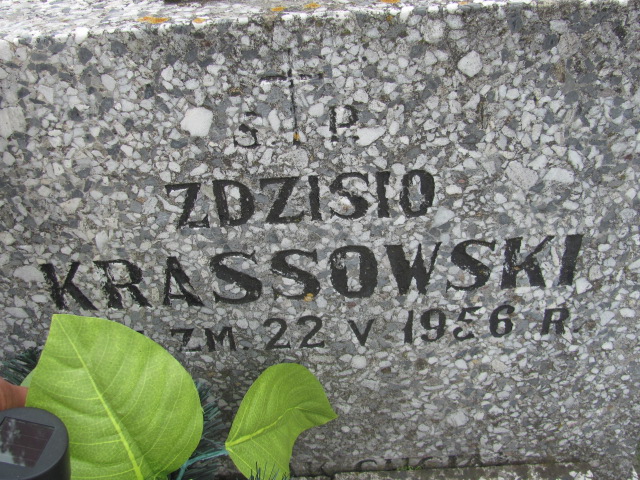 Ś P.
ZDZISIO
KRASSOWSKI
ZM. 22 V 1956 R.